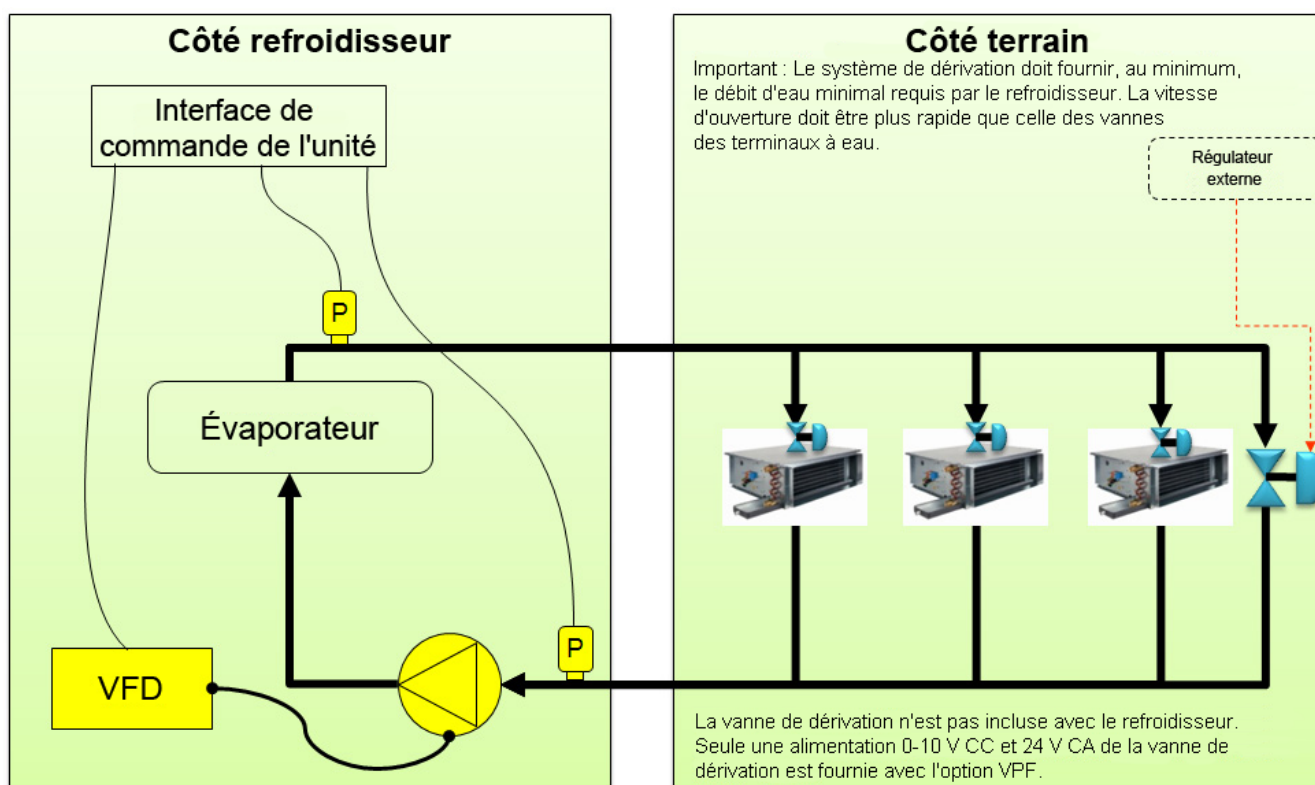 Côté refroidisseur
Interface de
commande de l'unité
P
Évaporateur
P
VFD
Côté terrain
Important : Le système de dérivation doit fournir, au minimum,
le débit d'eau minimal requis par le refroidisseur. La vitesse
d'ouverture doit être plus rapide que celle des vannes
des terminaux à eau.
Régulateur
externe
La vanne de dérivation n'est pas incluse avec le refroidisseur.
Seule une alimentation 0-10 V CC et 24 V CA de la vanne de
dérivation est fournie avec l'option VPF.